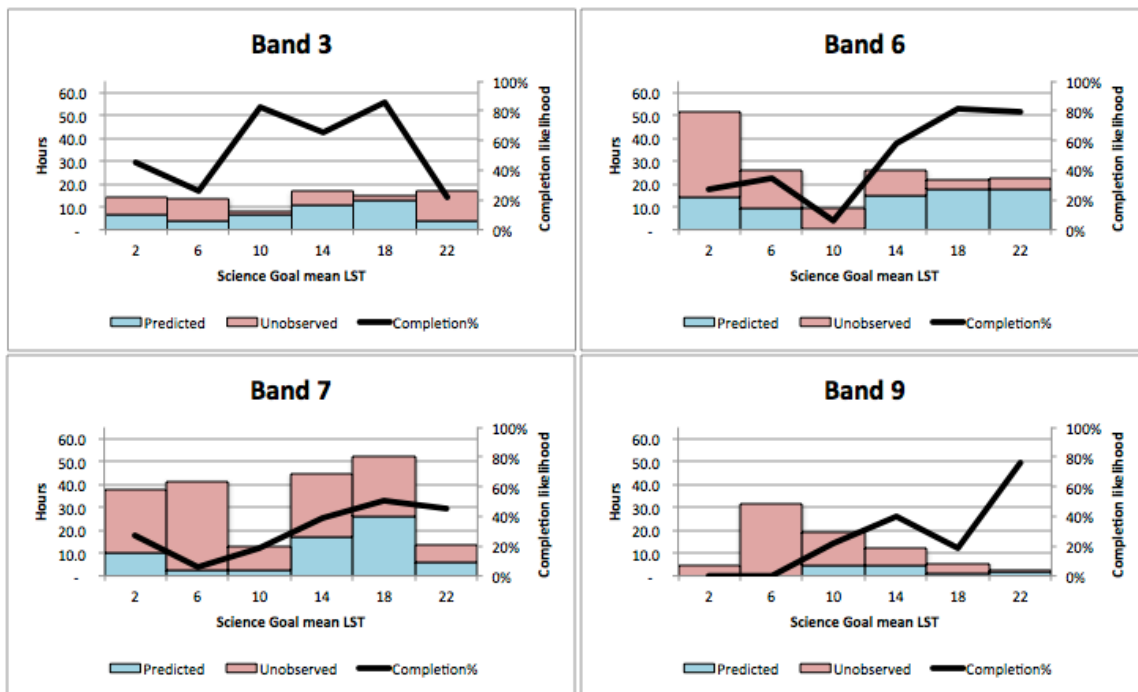 Band 3
60.0
50.0
40.0
30.0
20.0
10.0
-
Hours
100%
80%
60%
40%
20%
0%
Completion likelihood
2 6 10 14 18 22
Science Goal mean LST
Predicted Unobserved Completion%
Band 6
60.0
50.0
40.0
30.0
20.0
10.0
-
Hours
100%
80%
60%
40%
20%
0%
Completion likelihood
2 6 10 14 18 22
Science Goal mean LST
Predicted Unobserved Completion%
Band 7
60.0
50.0
40.0
30.0
20.0
10.0
-
Hours
100%
80%
60%
40%
20%
0%
Completion likelihood
2 6 10 14 18 22
Science Goal mean LST
Predicted Unobserved Completion%
Band 9
60.0
50.0
40.0
30.0
20.0
10.0
-
Hours
100%
80%
60%
40%
20%
0%
Completion likelihood
2 6 10 14 18 22
Science Goal mean LST
Predicted Unobserved Completion%